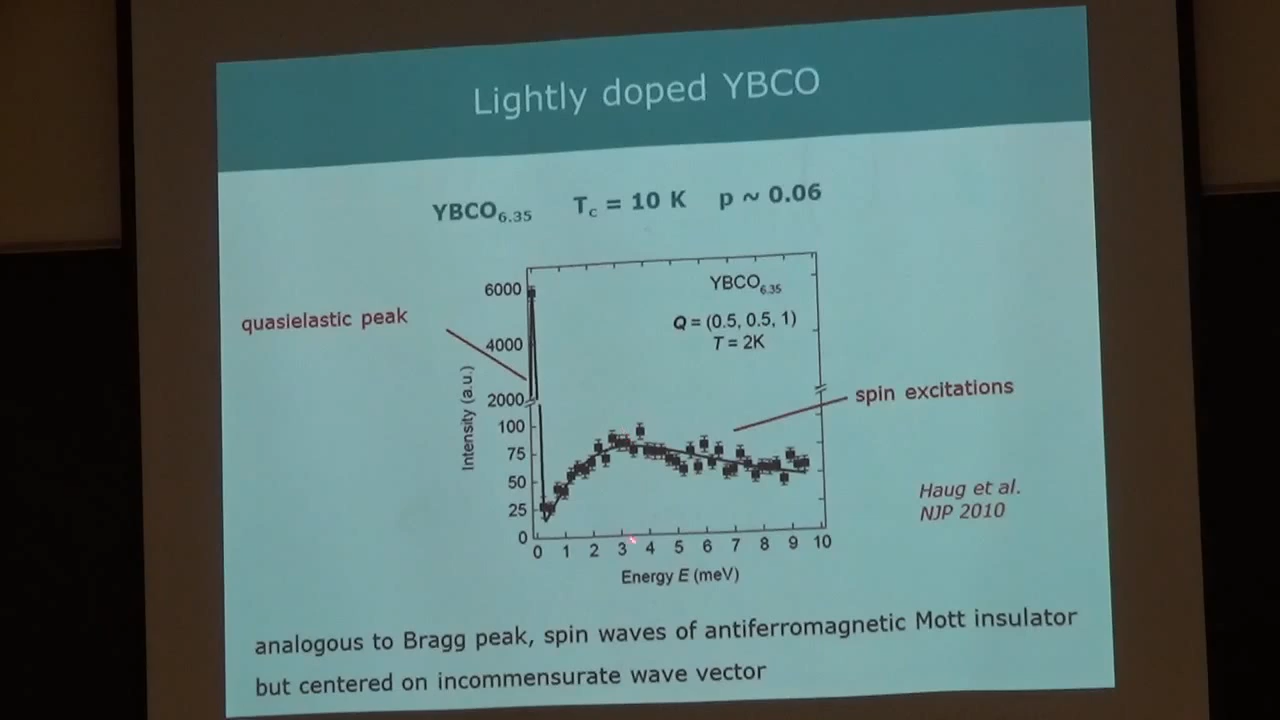 Lightly doped YBCO
YBCO6.35 Tc = 10 K p ~ 0.06
quasielastic peak
YBCO6.35
Q = (0.5, 0.5, 1)
T = 2K
spin excitations
Intensity (a.u.)
6000
4000
2000
100
75
50
25
0
0 1 2 3 4 5 6 7 8 9 10
Energy E (meV)
Haug et al.
NJP 2010
analogous to Bragg peak, spin waves of antiferromagnetic Mott insulator
but centered on incommensurate wave vector